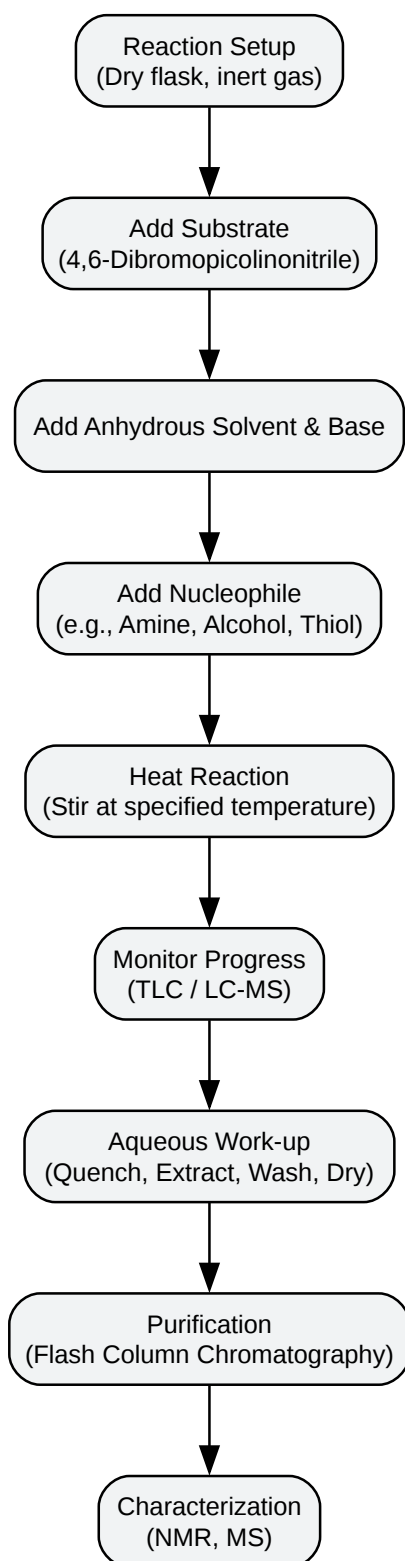 Reaction Setup
(Dry flask, inert gas)
Add Substrate
(4,6-Dibromopicolinonitrile)
Add Anhydrous Solvent & Base
Add Nucleophile
(e.g., Amine, Alcohol, Thiol)
Heat Reaction
(Stir at specified temperature)
Monitor Progress
(TLC / LC-MS)
Aqueous Work-up
(Quench, Extract, Wash, Dry)
Purification
(Flash Column Chromatography)
Characterization
(NMR, MS)